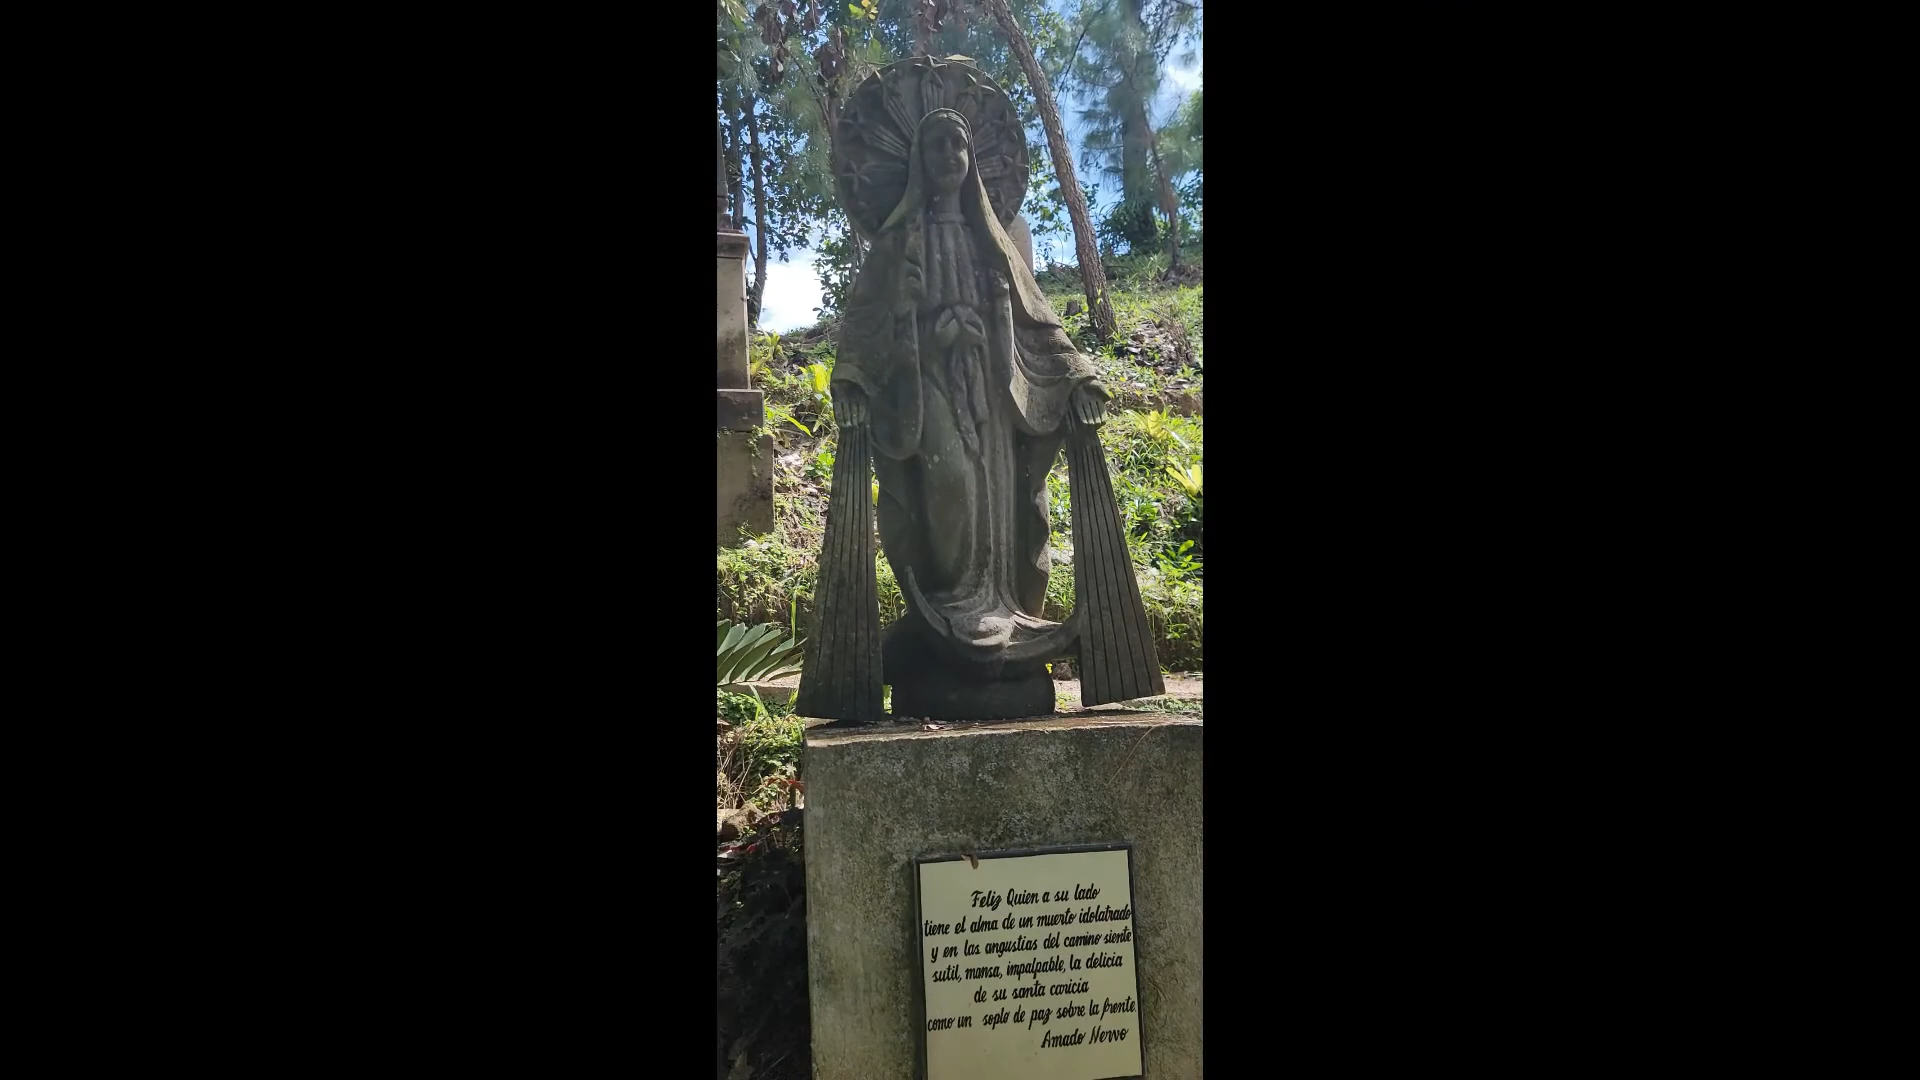 Feliz Quien a su lado
tiene el alma de un muerto idolatrado
y en las angustias del camino siente
sutil, mansa, impalpable, la delicia
de su santa caricia
como un soplo de paz sobre la frente.
Amado Nervo